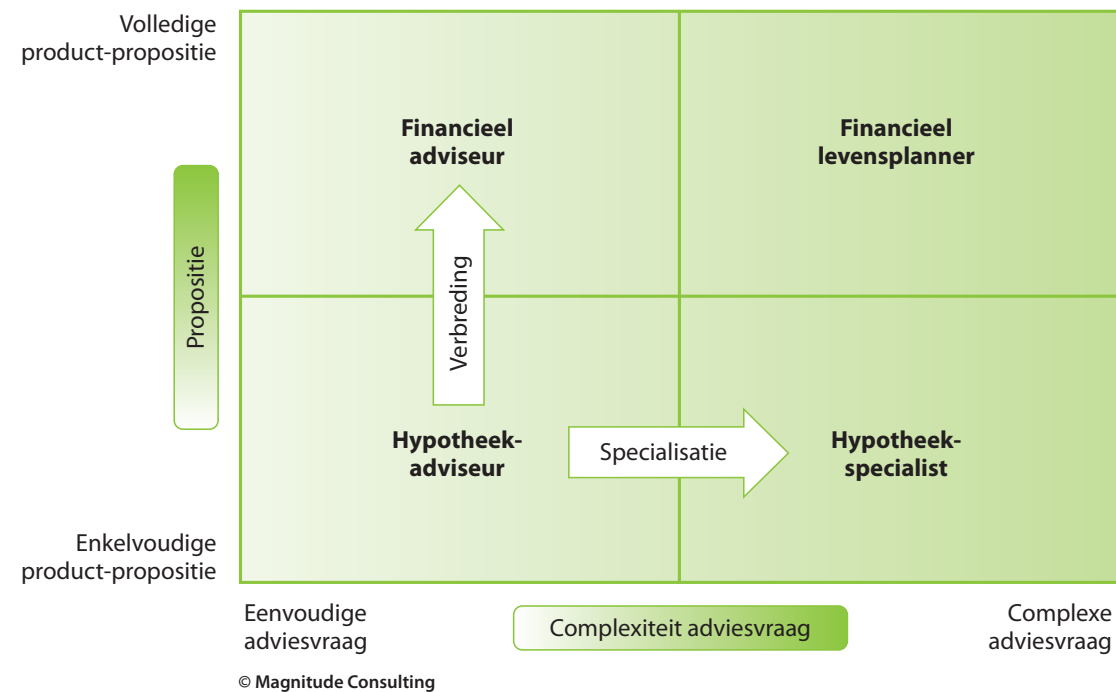 Volledige
product-propositie
Financieel
adviseur
Financieel
levensplanner
Propositie
Verbreding
Hypotheek-
adviseur
Specialisatie
Hypotheek-
specialist
Enkelvoudige
product-propositie
Eenvoudige
adviesvraag
Complexiteit adviesvraag
Complexe
adviesvraag
© Magnitude Consulting